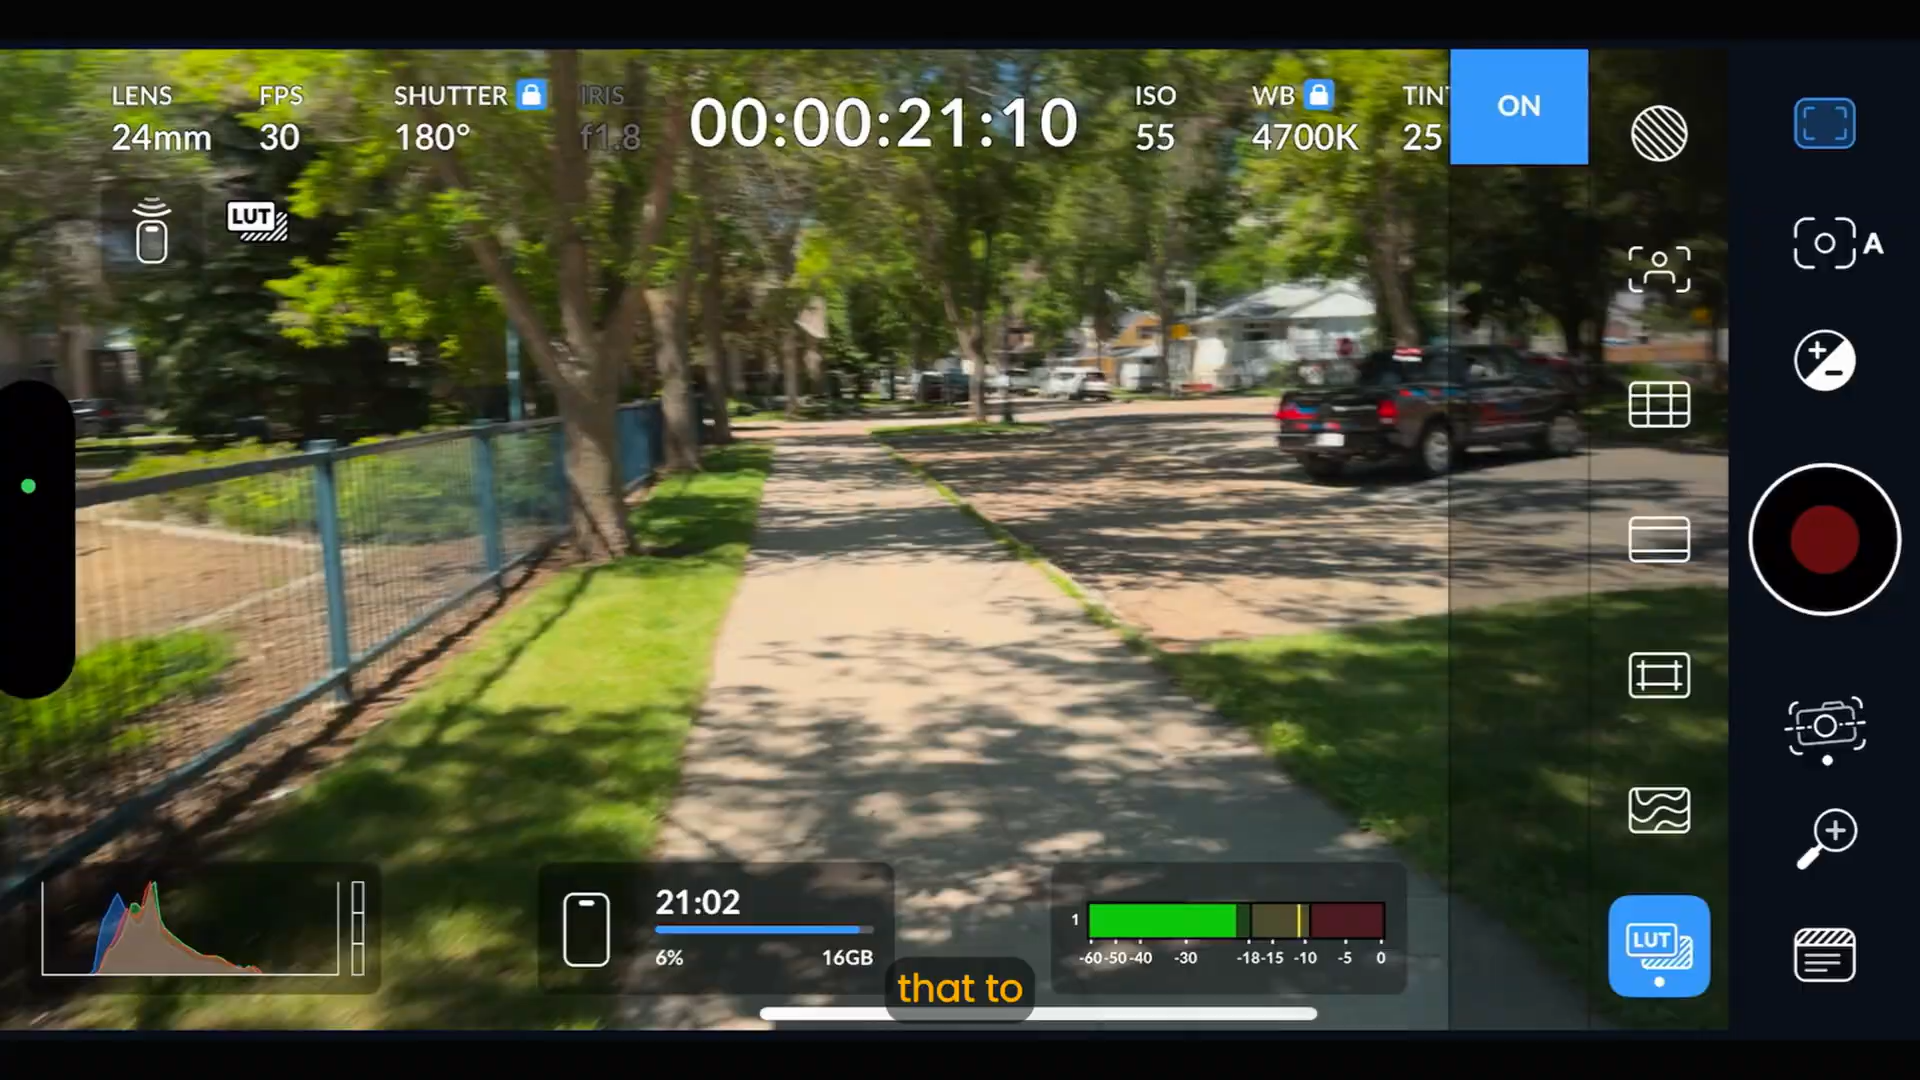 LENS
24mm
FPS
30
SHUTTER
180°
IRIS
f1.8
00:00:21:10
ISO
55
WB
4700K
TIN
25
ON
LUT
A
21:02
6%
16GB
1
-60 -50 -40 -30 -18 -15 -10 -5 0
that to
LUT